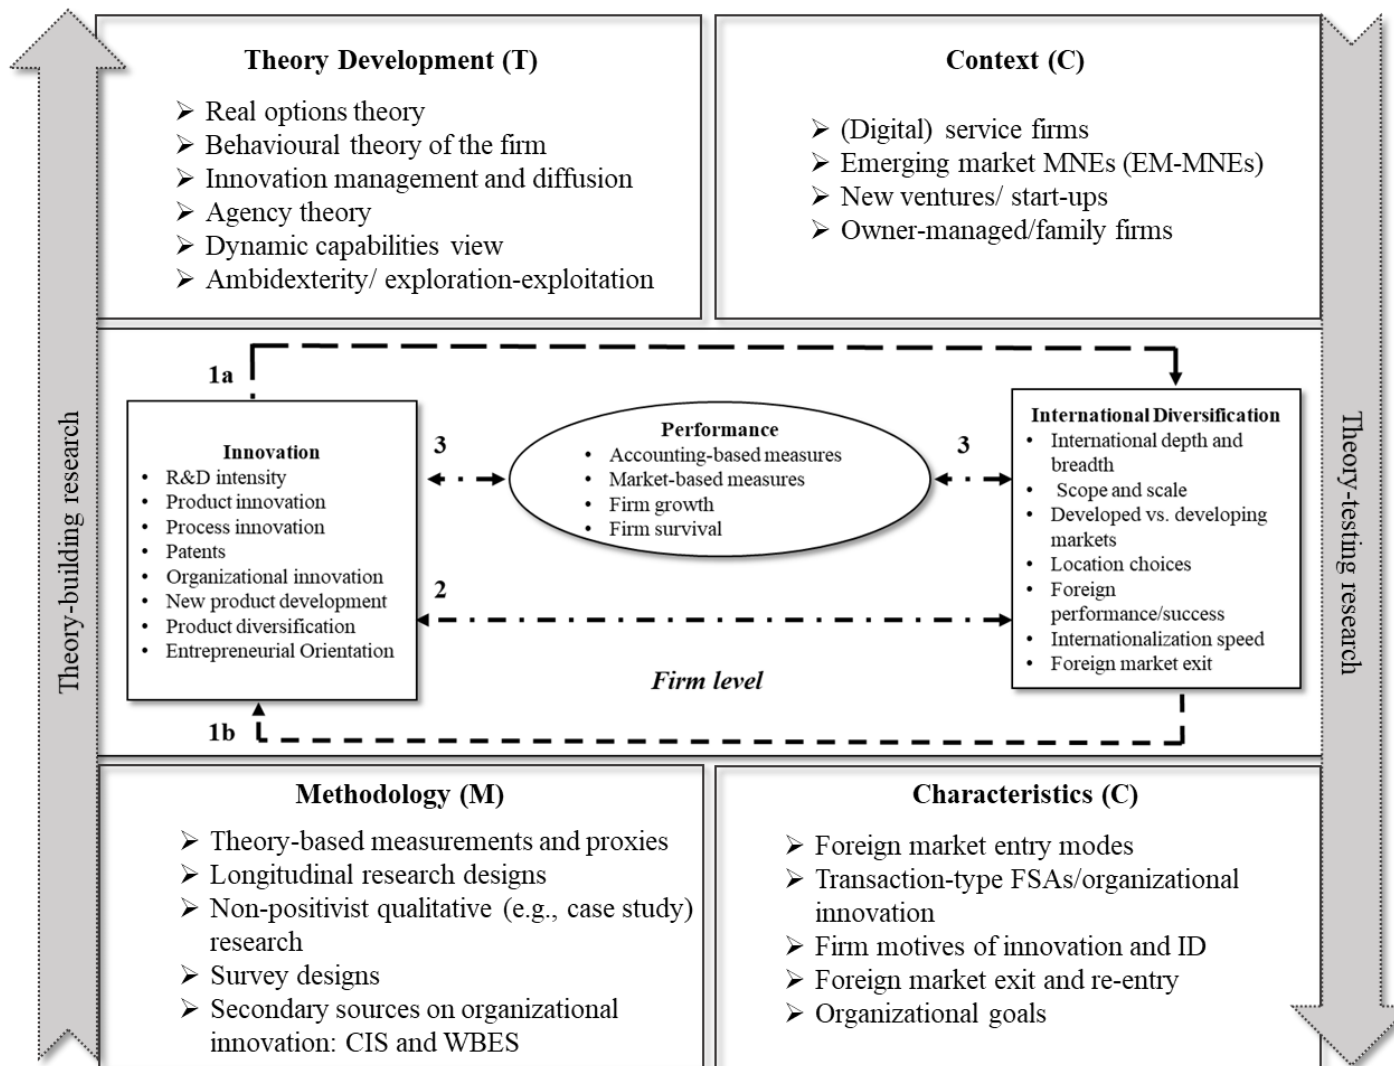 Theory Development (T)
➢ Real options theory
➢ Behavioural theory of the firm
➢ Innovation management and diffusion
➢ Agency theory
➢ Dynamic capabilities view
➢ Ambidexterity/ exploration-exploitation
Context (C)
➢ (Digital) service firms
➢ Emerging market MNEs (EM-MNEs)
➢ New ventures/ start-ups
➢ Owner-managed/family firms
Theory-building research
1a
Innovation
• R&D intensity
• Product innovation
• Process innovation
• Patents
• Organizational innovation
• New product development
• Product diversification
• Entrepreneurial Orientation
3
Performance
• Accounting-based measures
• Market-based measures
• Firm growth
• Firm survival
3
International Diversification
• International depth and
breadth
• Scope and scale
• Developed vs. developing
markets
• Location choices
• Foreign
performance/success
• Internationalization speed
• Foreign market exit
2
Firm level
1b
Theory-testing research
Methodology (M)
➢ Theory-based measurements and proxies
➢ Longitudinal research designs
➢ Non-positivist qualitative (e.g., case study)
research
➢ Survey designs
➢ Secondary sources on organizational
innovation: CIS and WBES
Characteristics (C)
➢ Foreign market entry modes
➢ Transaction-type FSAs/organizational
innovation
➢ Firm motives of innovation and ID
➢ Foreign market exit and re-entry
➢ Organizational goals